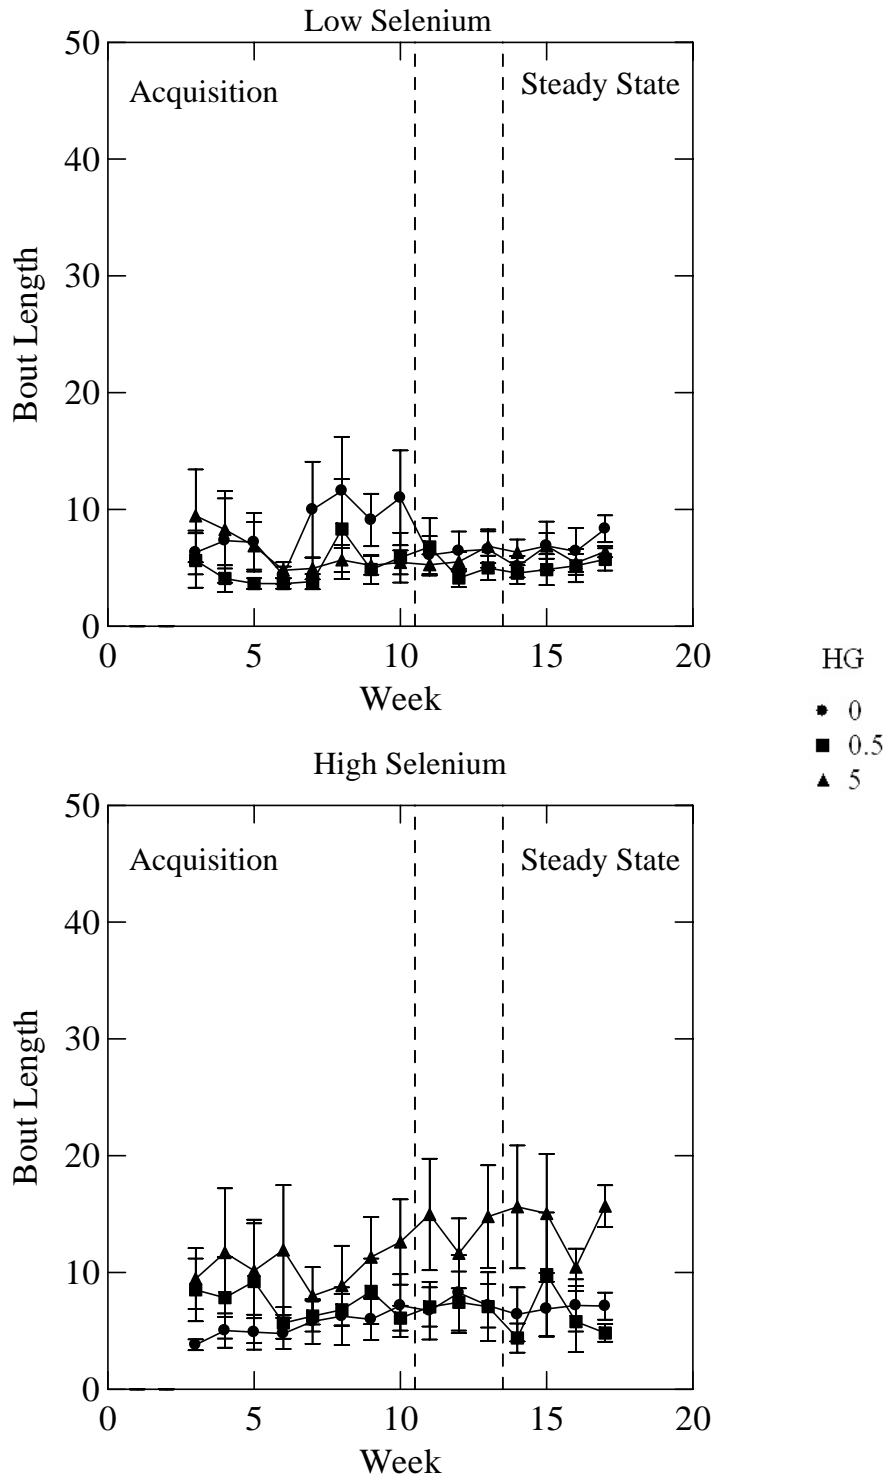 Low Selenium
50
Acquisition
Steady State
40
30
Bout Length
20
10
0
0 5 10 15 20
Week
HG
0
0.5
5
High Selenium
50
Acquisition
Steady State
40
30
Bout Length
20
10
0
0 5 10 15 20
Week